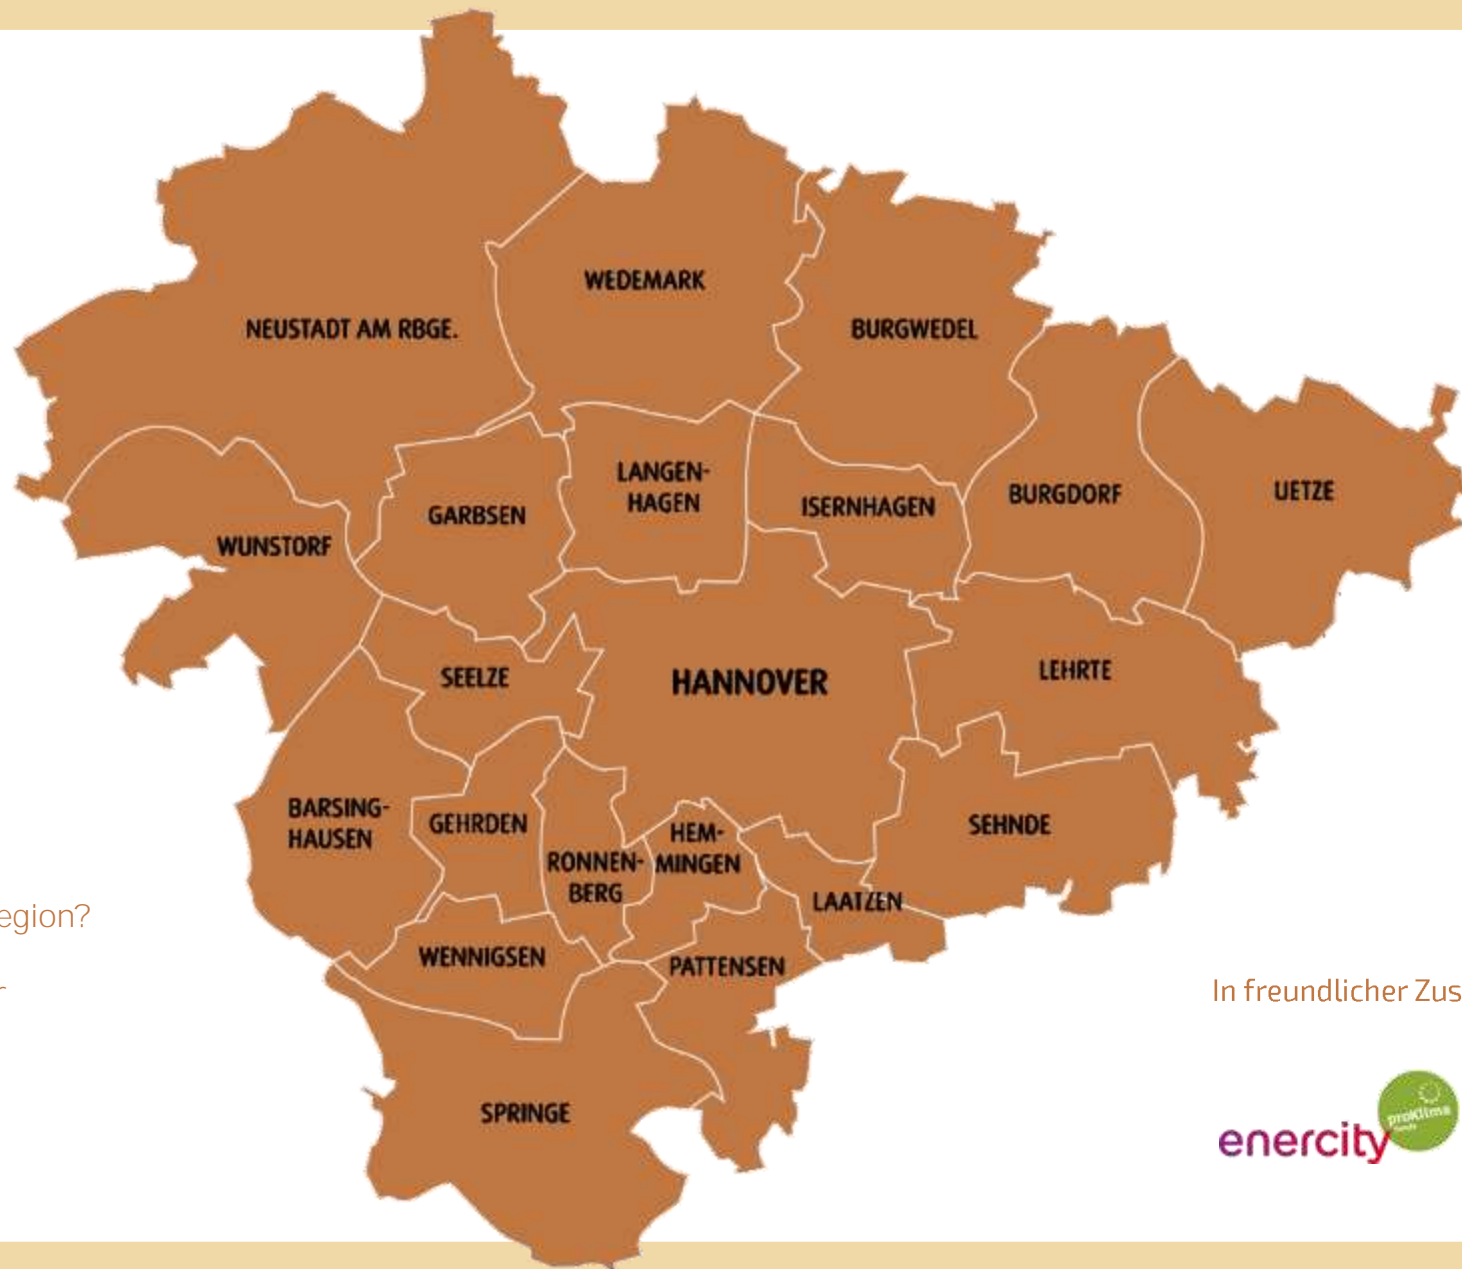 WEDEMARK
NEUSTADT AM RBGE.
BURGWEDEL
LANGEN-
HAGEN
ISERNHAGEN
BURGDORF
UETZE
GARBSEN
WUNSTORF
SEELZE
HANNOVER
LEHRTE
BARSING-
HAUSEN
GEHRDEN
RONNEN-
BERG
HEM-
MINGEN
SEHNDE
LAATZEN
egion?
WENNIGSEN
PATTENSEN
In freundlicher Zus
SPRINGE
proKlima
enercity